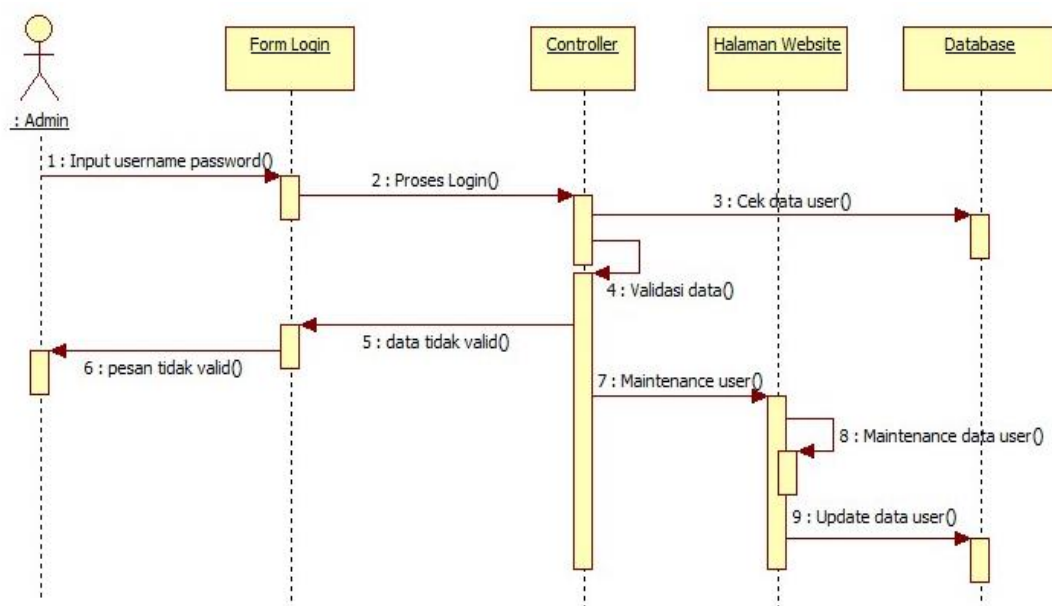 Form Login
Controller
Halaman Website
Database
: Admin
1 : Input username password()
2 : Proses Login()
3 : Cek data user()
4 : Validasi data()
5 : data tidak valid()
6 : pesan tidak valid()
7 : Maintenance user()
8 : Maintenance data user()
9 : Update data user()